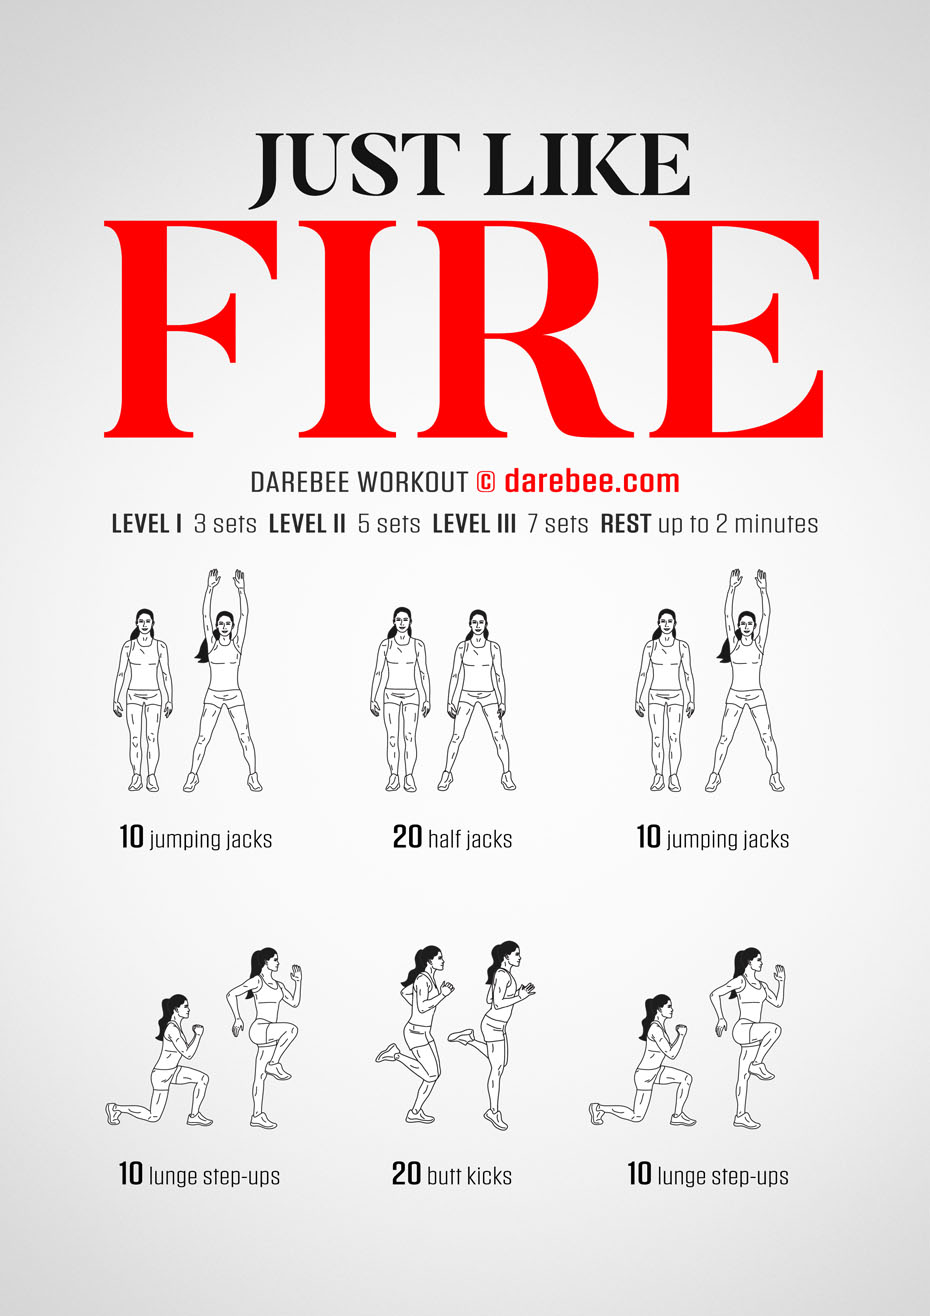 JUST LIKE
FIRE
DAREBEE WORKOUT © darebee.com
LEVEL I 3 sets LEVEL II 5 sets LEVEL III 7 sets REST up to 2 minutes
10 jumping jacks
20 half jacks
10 jumping jacks
10 lunge step-ups
20 butt kicks
10 lunge step-ups